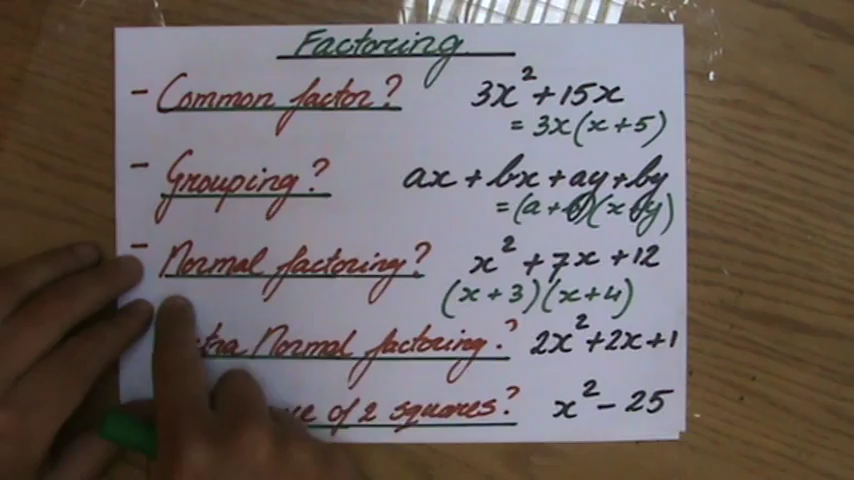 Factoring
- Common factor? 3x² + 15x
= 3x(x + 5)
- Grouping? ax + bx + ay + by
= (a + b)(x + y)
- Normal factoring? x² + 7x + 12
(x + 3)(x + 4)
Normal factoring? 2x² + 2x + 1
of 2 squares? x² - 25